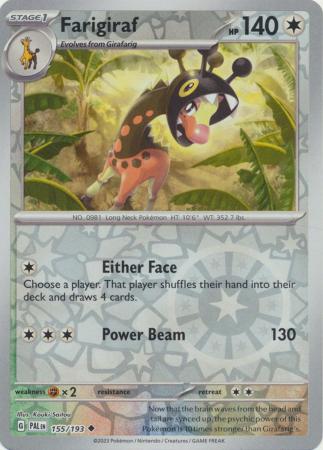 STAGE 1
Farigiraf
HP 140
Evolves from Girafarig
NO. 0981 Long Neck Pokémon HT: 10'6" WT: 352.7 lbs.
Either Face
Choose a player. That player shuffles their hand into their
deck and draws 4 cards.
Power Beam 130
weakness ×2 resistance retreat
Illus. Kouki Saitou
G PAL EN 155/193
Now that the brain waves from the head and
tail are synced up, the psychic power of this
Pokémon is 10 times stronger than Girafarig's.
©2023 Pokémon / Nintendo / Creatures / GAME FREAK